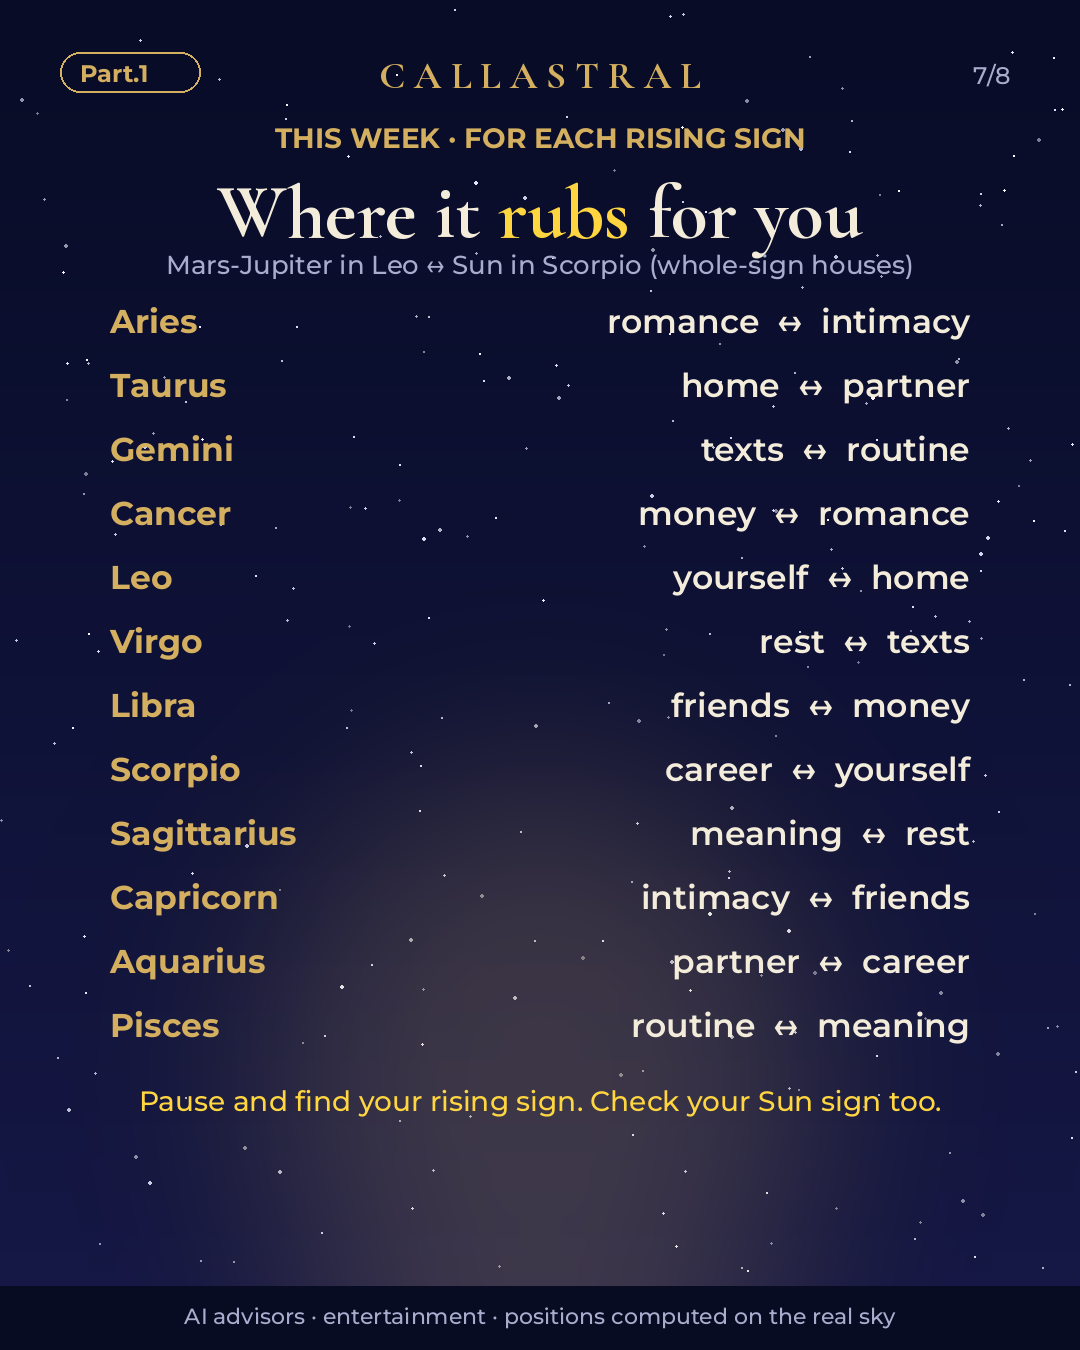 Part.1
CALLASTRAL
7/8
THIS WEEK · FOR EACH RISING SIGN
Where it rubs for you
Mars-Jupiter in Leo ↔ Sun in Scorpio (whole-sign houses)
Aries romance ↔ intimacy
Taurus home ↔ partner
Gemini texts ↔ routine
Cancer money ↔ romance
Leo yourself ↔ home
Virgo rest ↔ texts
Libra friends ↔ money
Scorpio career ↔ yourself
Sagittarius meaning ↔ rest
Capricorn intimacy ↔ friends
Aquarius partner ↔ career
Pisces routine ↔ meaning
Pause and find your rising sign. Check your Sun sign too.
AI advisors · entertainment · positions computed on the real sky